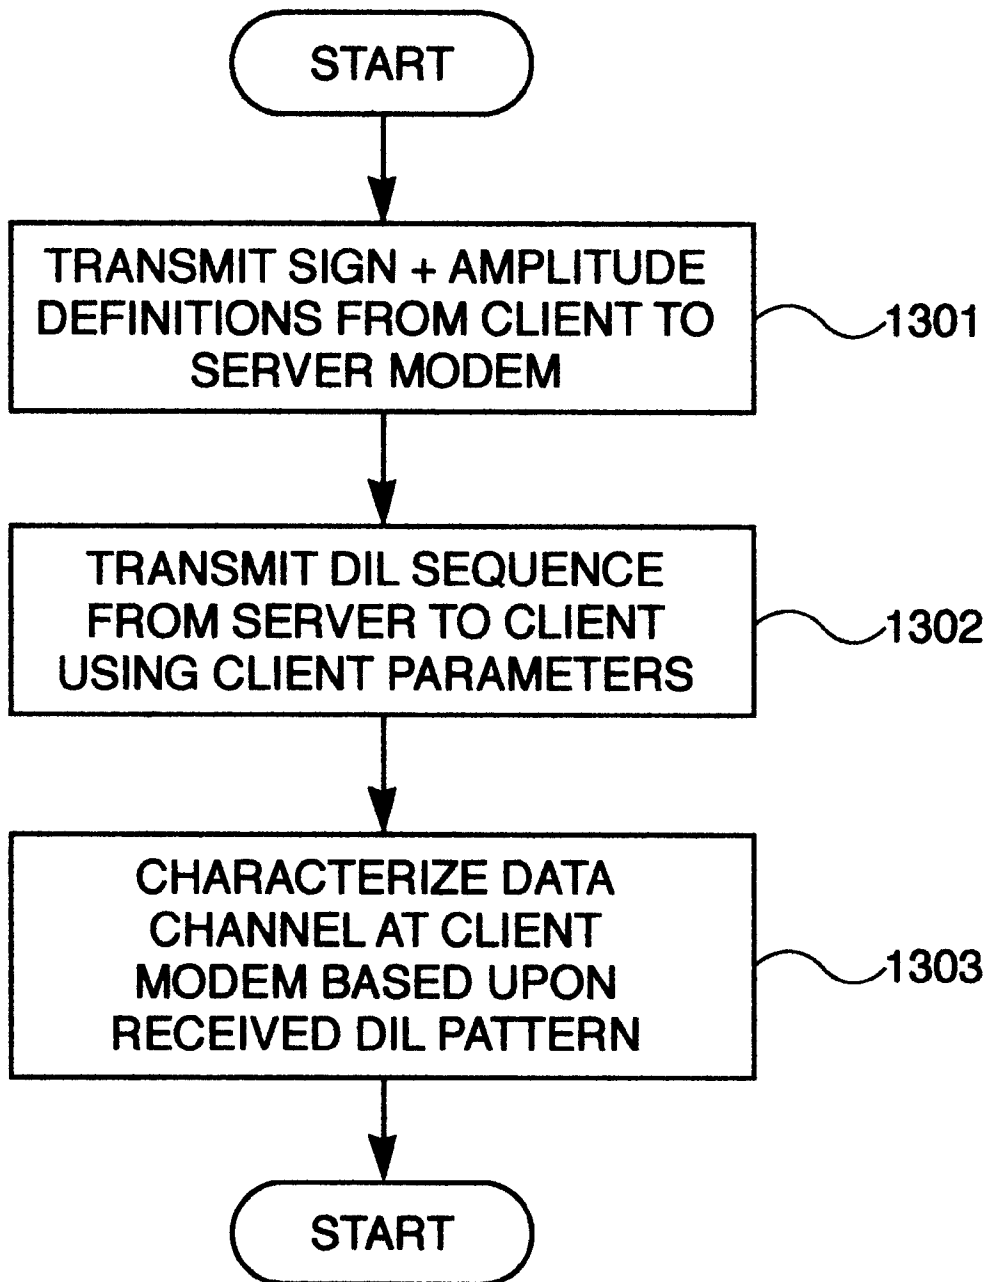 START
TRANSMIT SIGN + AMPLITUDE
DEFINITIONS FROM CLIENT TO
SERVER MODEM
1301
TRANSMIT DIL SEQUENCE
FROM SERVER TO CLIENT
USING CLIENT PARAMETERS
1302
CHARACTERIZE DATA
CHANNEL AT CLIENT
MODEM BASED UPON
RECEIVED DIL PATTERN
1303
START